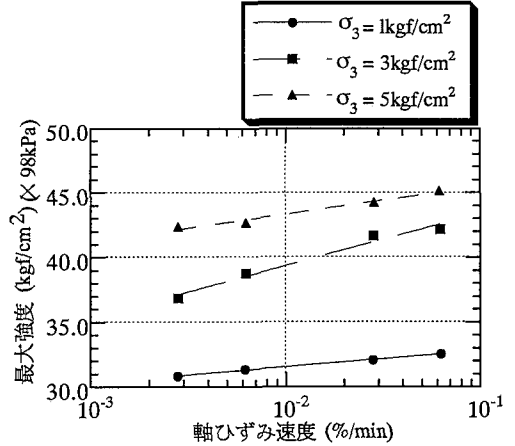 σ₃ = 1kgf/cm²
σ₃ = 3kgf/cm²
σ₃ = 5kgf/cm²
最大強度 (kgf/cm²) (× 98kPa)
50.0
45.0
40.0
35.0
30.0
10⁻³
10⁻²
10⁻¹
軸ひずみ速度 (%/min)